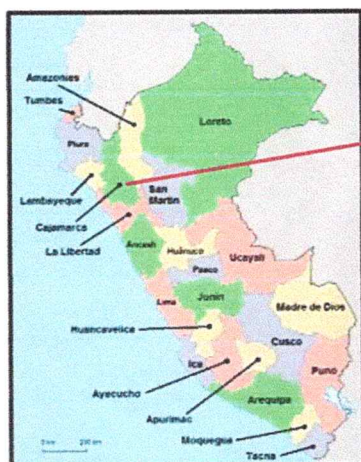 Amazonas
Tumbes
Loreto
Piura
Lambayeque
San
Martín
Cajamarca
La Libertad
Ancash
Huánuco
Ucayali
Pasco
Lima
Junín
Madre de Dios
Huancavelica
Cusco
Ica
Puno
Ayacucho
Arequipa
Apurímac
Moquegua
Tacna